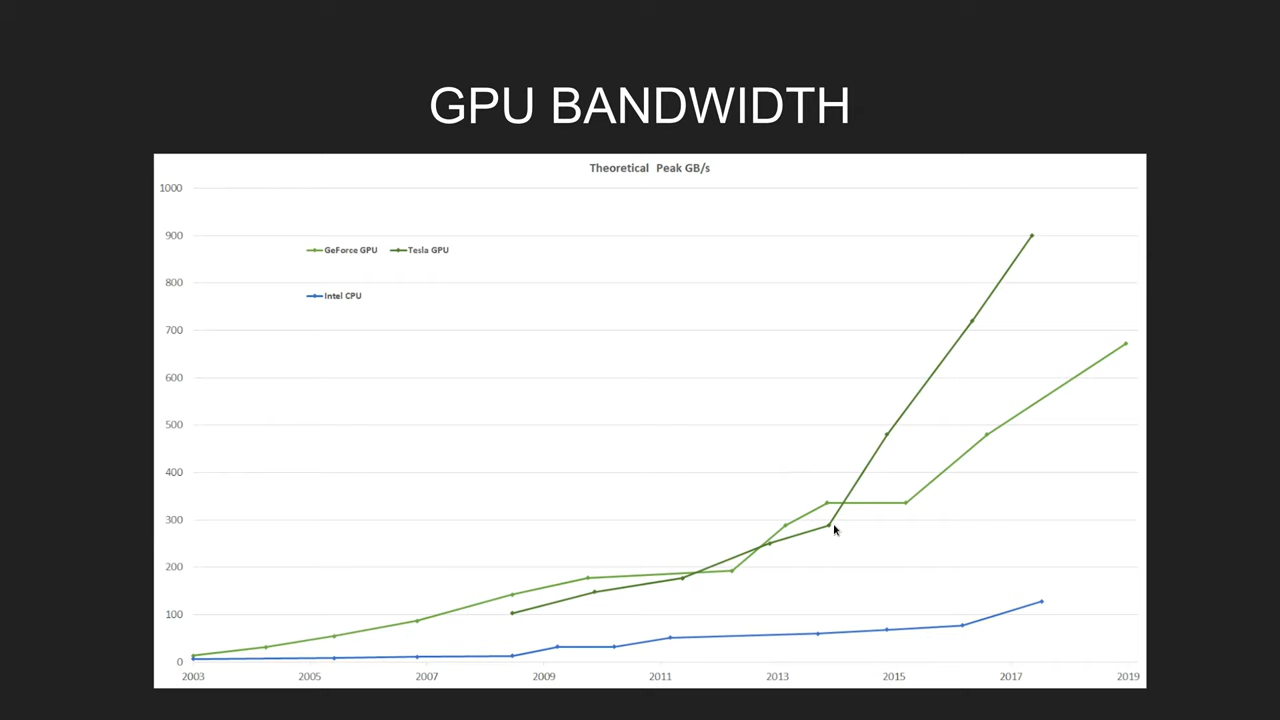 GPU BANDWIDTH
Theoretical Peak GB/s
1000
900
GeForce GPU Tesla GPU
800
Intel CPU
700
600
500
400
300
200
100
0
2003 2005 2007 2009 2011 2013 2015 2017 2019